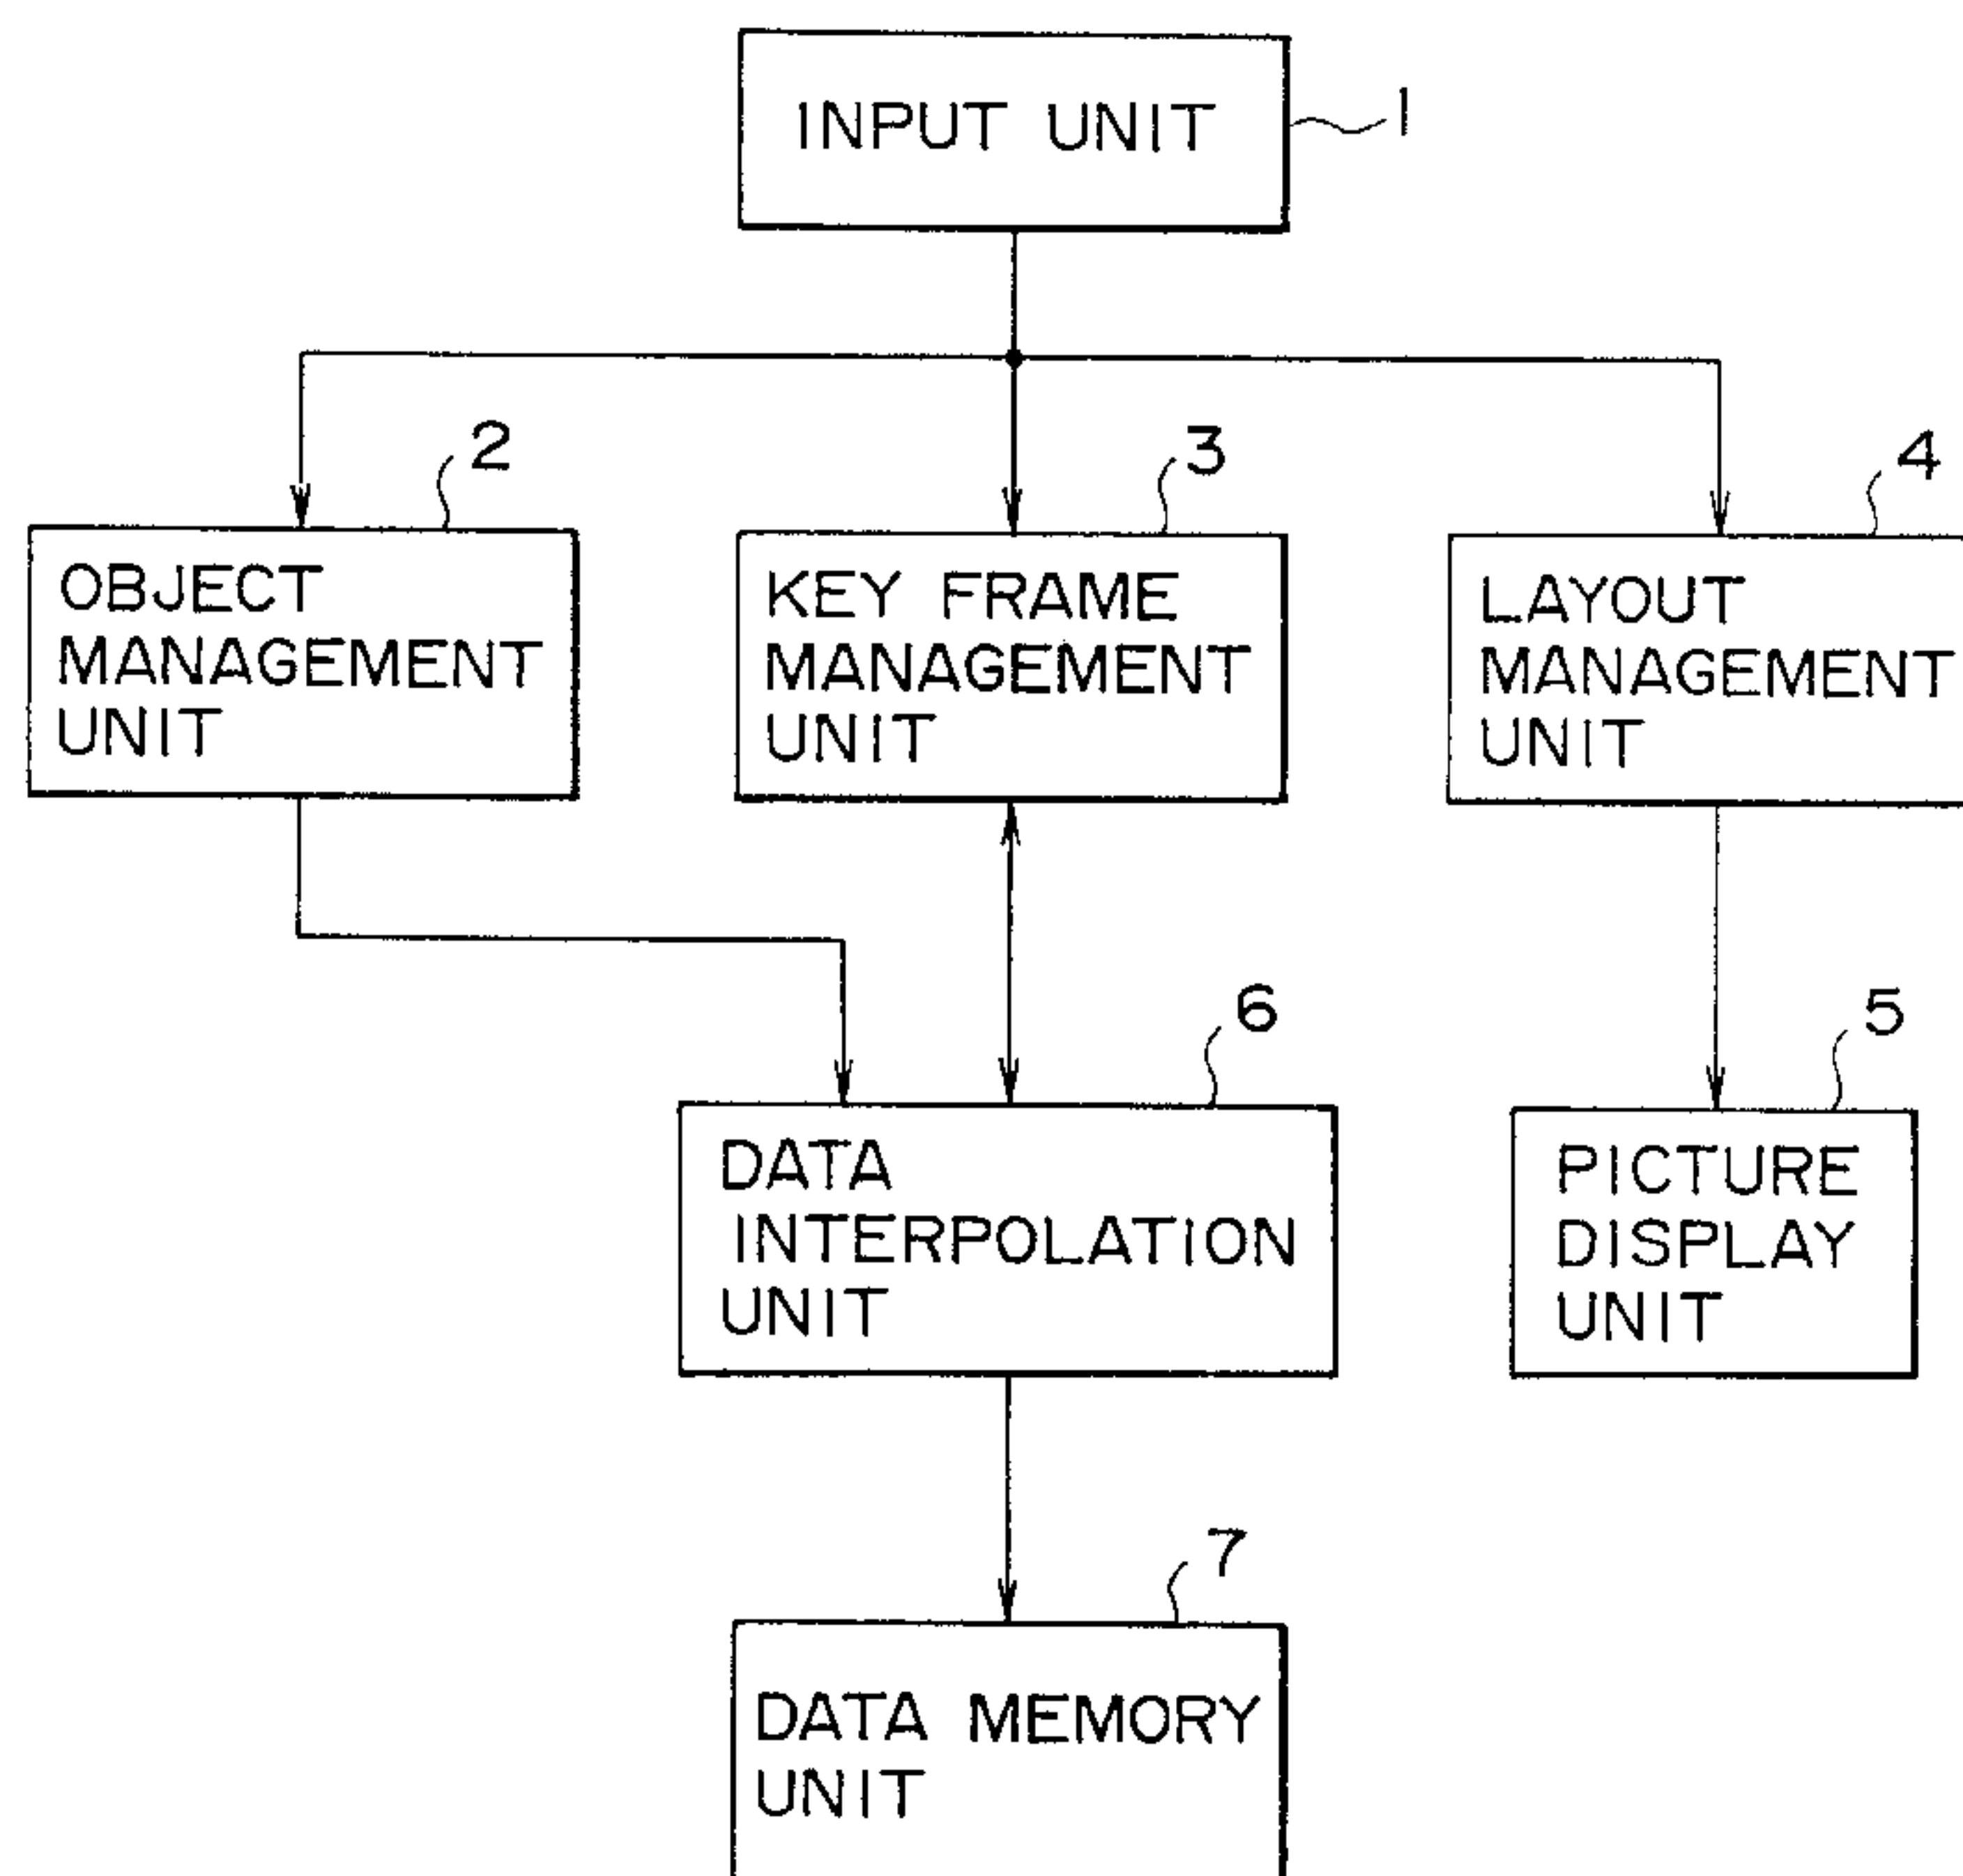 INPUT UNIT
1
2
OBJECT
MANAGEMENT
UNIT
3
KEY FRAME
MANAGEMENT
UNIT
4
LAYOUT
MANAGEMENT
UNIT
6
DATA
INTERPOLATION
UNIT
5
PICTURE
DISPLAY
UNIT
7
DATA MEMORY
UNIT